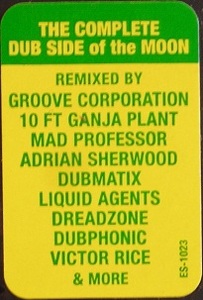 THE COMPLETE
DUB SIDE of the MOON
REMIXED BY
GROOVE CORPORATION
10 FT GANJA PLANT
MAD PROFESSOR
ADRIAN SHERWOOD
DUBMATIX
LIQUID AGENTS
DREADZONE
DUBPHONIC
VICTOR RICE
& MORE
ES-1023